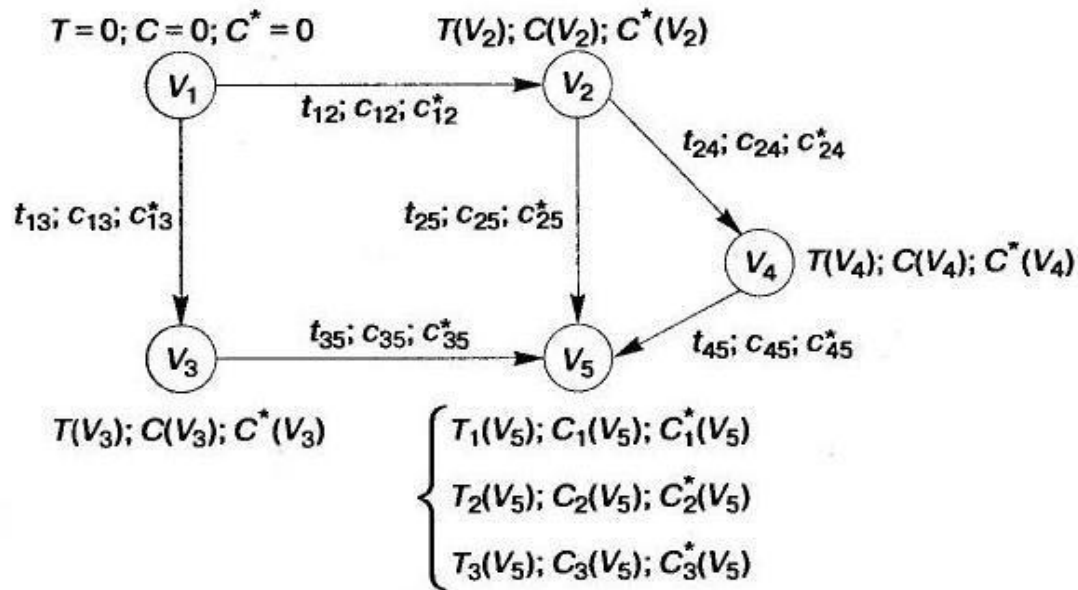 T = 0; C = 0; C* = 0
T(V₂); C(V₂); C*(V₂)
V₁
V₂
t₁₂; c₁₂; c*₁₂
t₂₄; c₂₄; c*₂₄
t₁₃; c₁₃; c*₁₃
t₂₅; c₂₅; c*₂₅
V₄
T(V₄); C(V₄); C*(V₄)
t₃₅; c₃₅; c*₃₅
t₄₅; c₄₅; c*₄₅
V₃
V₅
T(V₃); C(V₃); C*(V₃)
T₁(V₅); C₁(V₅); C*₁(V₅)
T₂(V₅); C₂(V₅); C*₂(V₅)
T₃(V₅); C₃(V₅); C*₃(V₅)